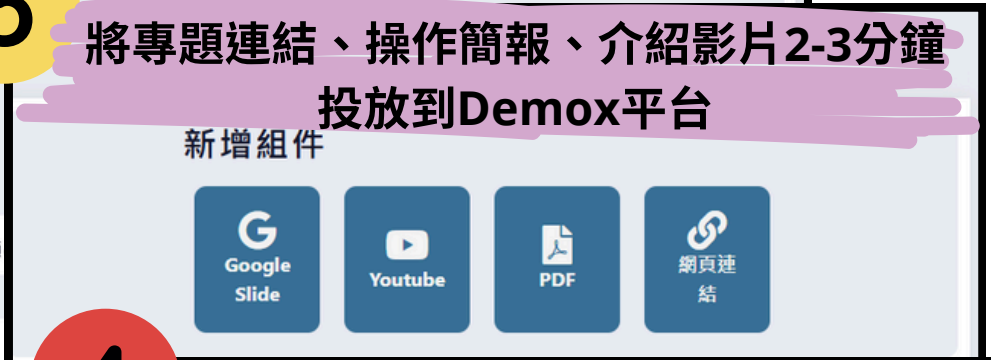 將專題連結、操作簡報、介紹影片2-3分鐘
投放到Demox平台
新增組件
Google
Slide
Youtube
PDF
網頁連
結